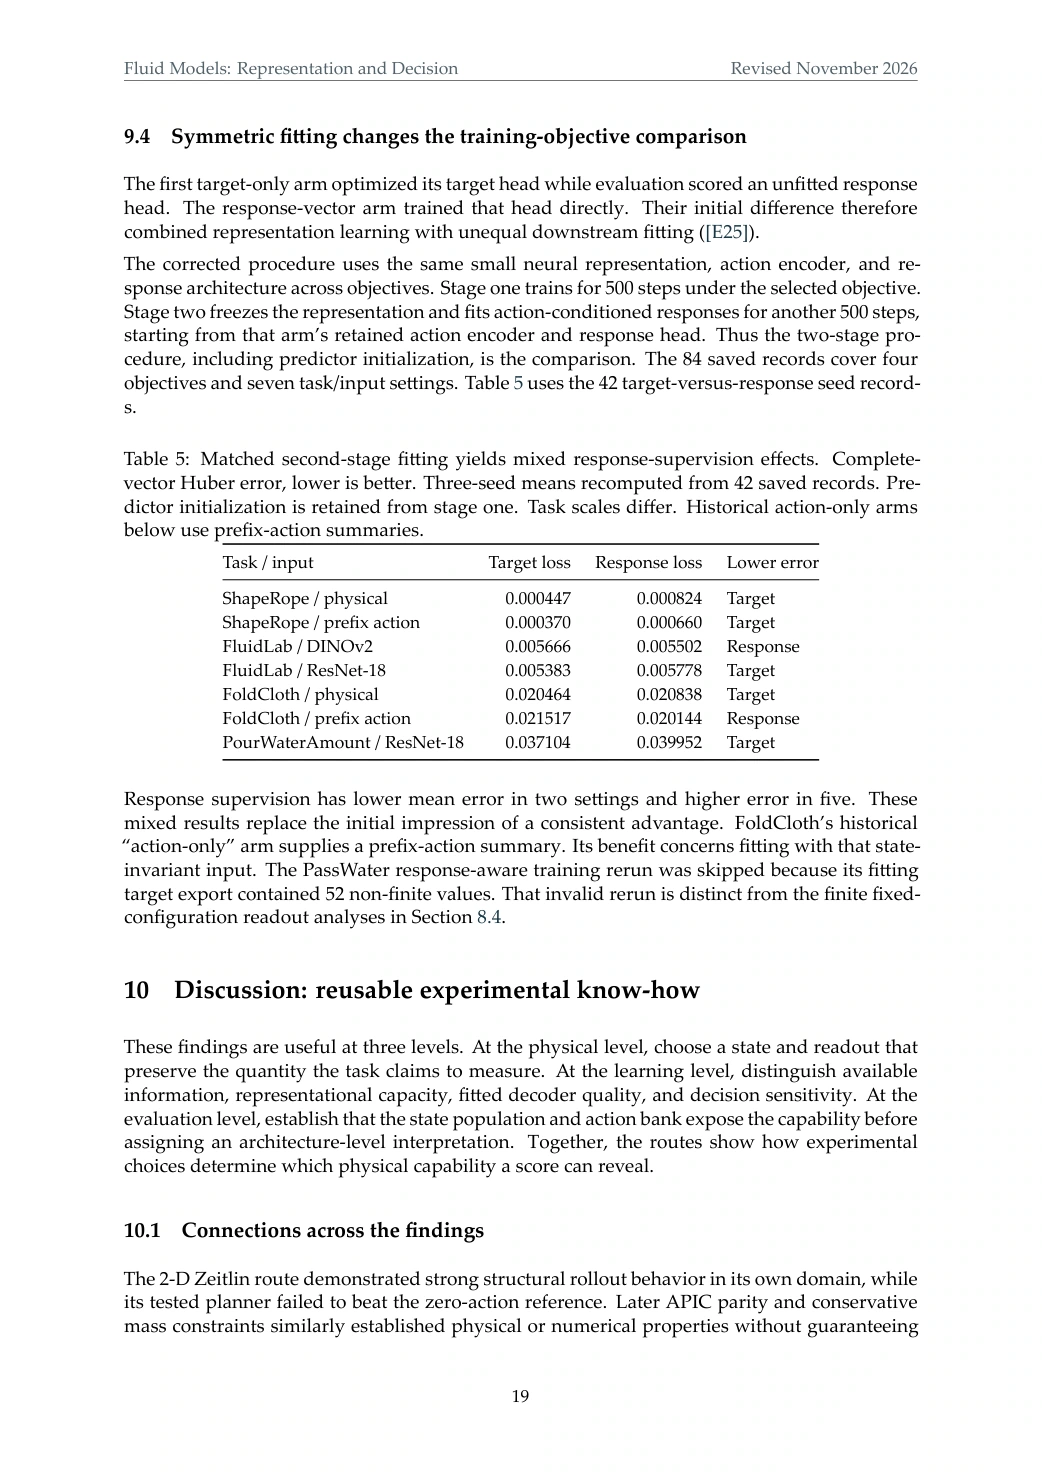 Fluid Models: Representation and Decision Revised November 2026
9.4 Symmetric fitting changes the training-objective comparison
The first target-only arm optimized its target head while evaluation scored an unfitted response
head. The response-vector arm trained that head directly. Their initial difference therefore
combined representation learning with unequal downstream fitting ([E25]).
The corrected procedure uses the same small neural representation, action encoder, and re-
sponse architecture across objectives. Stage one trains for 500 steps under the selected objective.
Stage two freezes the representation and fits action-conditioned responses for another 500 steps,
starting from that arm's retained action encoder and response head. Thus the two-stage pro-
cedure, including predictor initialization, is the comparison. The 84 saved records cover four
objectives and seven task/input settings. Table 5 uses the 42 target-versus-response seed record-
s.
Table 5: Matched second-stage fitting yields mixed response-supervision effects. Complete-
vector Huber error, lower is better. Three-seed means recomputed from 42 saved records. Pre-
dictor initialization is retained from stage one. Task scales differ. Historical action-only arms
below use prefix-action summaries.
Task / input Target loss Response loss Lower error
ShapeRope / physical 0.000447 0.000824 Target
ShapeRope / prefix action 0.000370 0.000660 Target
FluidLab / DINOv2 0.005666 0.005502 Response
FluidLab / ResNet-18 0.005383 0.005778 Target
FoldCloth / physical 0.020464 0.020838 Target
FoldCloth / prefix action 0.021517 0.020144 Response
PourWaterAmount / ResNet-18 0.037104 0.039952 Target
Response supervision has lower mean error in two settings and higher error in five. These
mixed results replace the initial impression of a consistent advantage. FoldCloth's historical
“action-only” arm supplies a prefix-action summary. Its benefit concerns fitting with that state-
invariant input. The PassWater response-aware training rerun was skipped because its fitting
target export contained 52 non-finite values. That invalid rerun is distinct from the finite fixed-
configuration readout analyses in Section 8.4.
10 Discussion: reusable experimental know-how
These findings are useful at three levels. At the physical level, choose a state and readout that
preserve the quantity the task claims to measure. At the learning level, distinguish available
information, representational capacity, fitted decoder quality, and decision sensitivity. At the
evaluation level, establish that the state population and action bank expose the capability before
assigning an architecture-level interpretation. Together, the routes show how experimental
choices determine which physical capability a score can reveal.
10.1 Connections across the findings
The 2-D Zeitlin route demonstrated strong structural rollout behavior in its own domain, while
its tested planner failed to beat the zero-action reference. Later APIC parity and conservative
mass constraints similarly established physical or numerical properties without guaranteeing
19